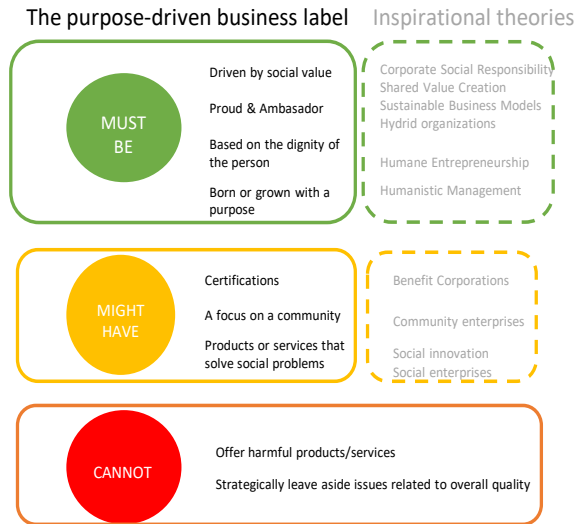 The purpose-driven business label
Inspirational theories
MUST
BE
Driven by social value
Proud & Ambasador
Based on the dignity of
the person
Born or grown with a
purpose
Corporate Social Responsibility
Shared Value Creation
Sustainable Business Models
Hydrid organizations
Humane Entrepreneurship
Humanistic Management
MIGHT
HAVE
Certifications
A focus on a community
Products or services that
solve social problems
Benefit Corporations
Community enterprises
Social innovation
Social enterprises
CANNOT
Offer harmful products/services
Strategically leave aside issues related to overall quality